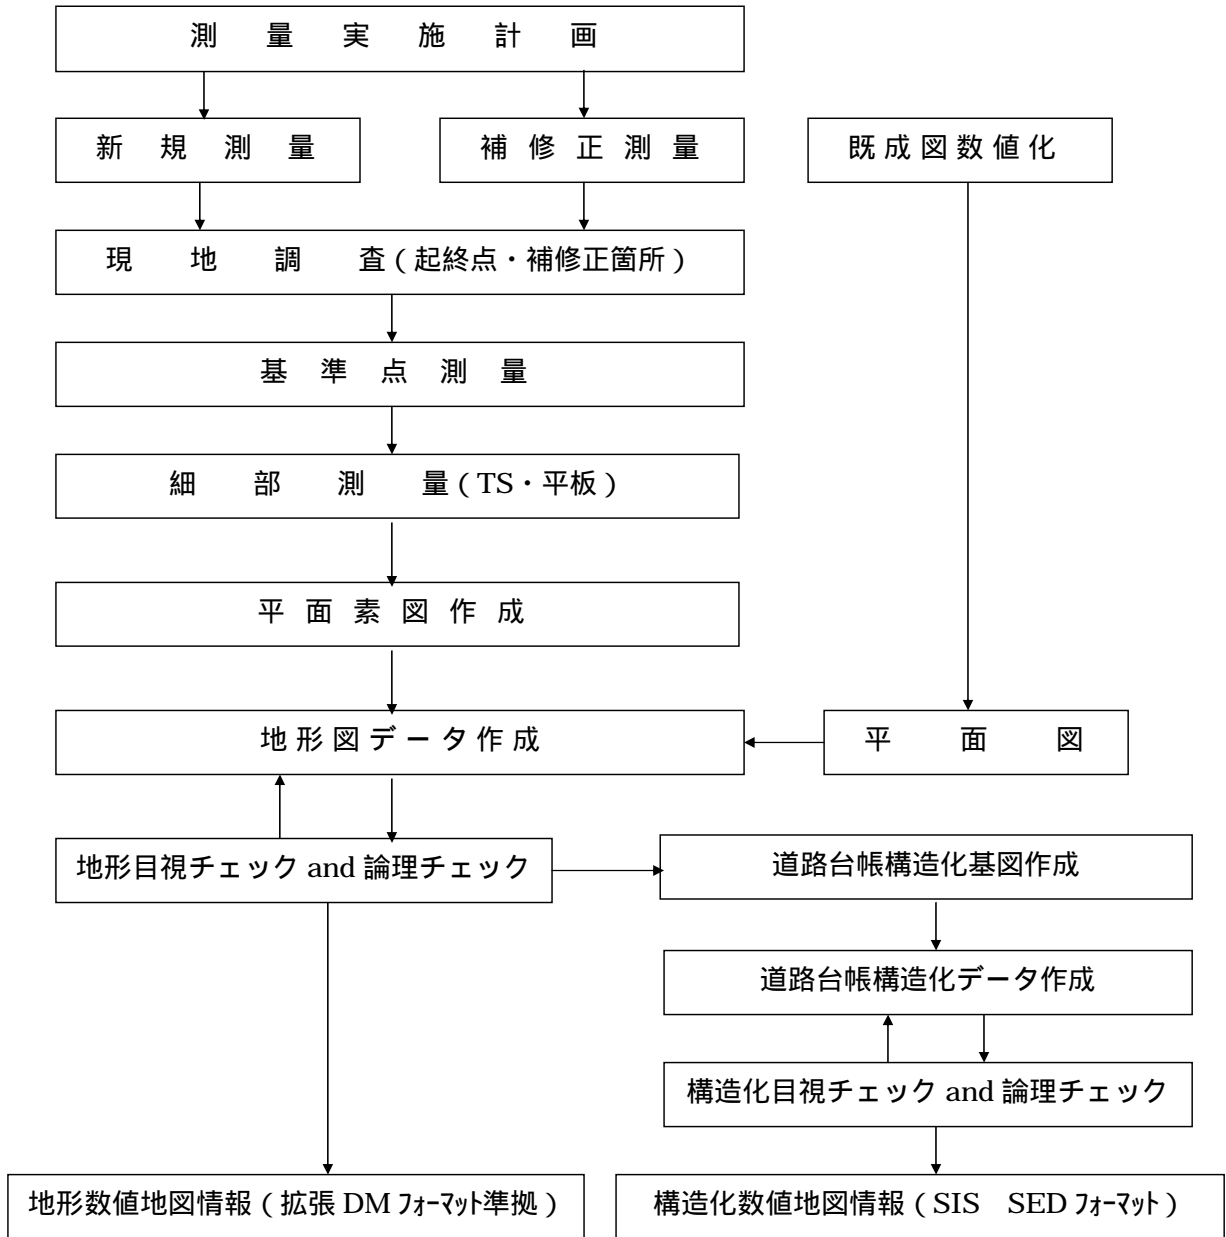 測量実施計画
新規測量
補修正測量
既成図数値化
現地調査(起終点・補修正箇所)
基準点測量
細部測量(TS・平板)
平面素図作成
地形図データ作成
平面図
地形目視チェック and 論理チェック
道路台帳構造化基図作成
道路台帳構造化データ作成
構造化目視チェック and 論理チェック
地形数値地図情報(拡張 DM フォーマット準拠)
構造化数値地図情報(SIS SED フォーマット)